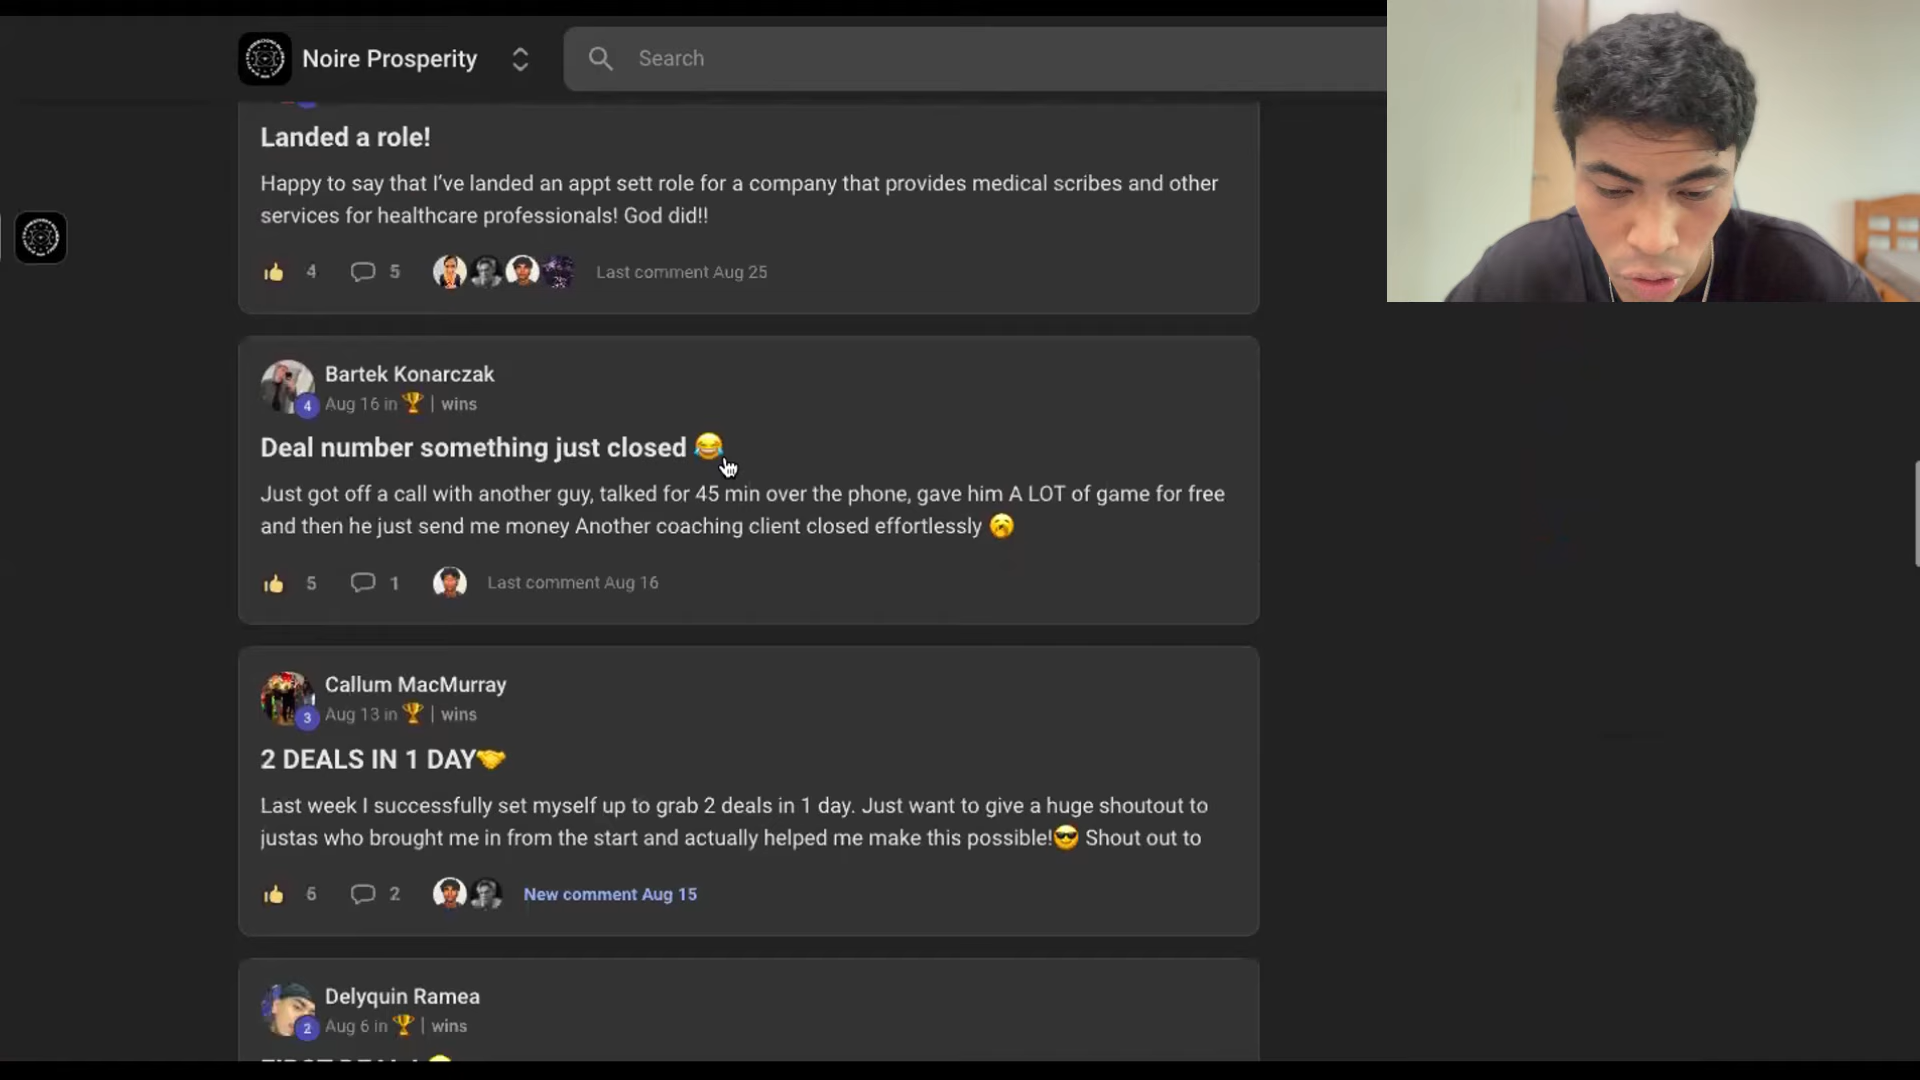 Noire Prosperity
Search
Landed a role!
Happy to say that I've landed an appt sett role for a company that provides medical scribes and other
services for healthcare professionals! God did!!
4 5 Last comment Aug 25
Bartek Konarczak
4 Aug 16 in 🏆 | wins
Deal number something just closed 😂
Just got off a call with another guy, talked for 45 min over the phone, gave him A LOT of game for free
and then he just send me money Another coaching client closed effortlessly 🥱
5 1 Last comment Aug 16
Callum MacMurray
3 Aug 13 in 🏆 | wins
2 DEALS IN 1 DAY🤝
Last week I successfully set myself up to grab 2 deals in 1 day. Just want to give a huge shoutout to
justas who brought me in from the start and actually helped me make this possible!😎 Shout out to
6 2 New comment Aug 15
Delyquin Ramea
2 Aug 6 in 🏆 | wins